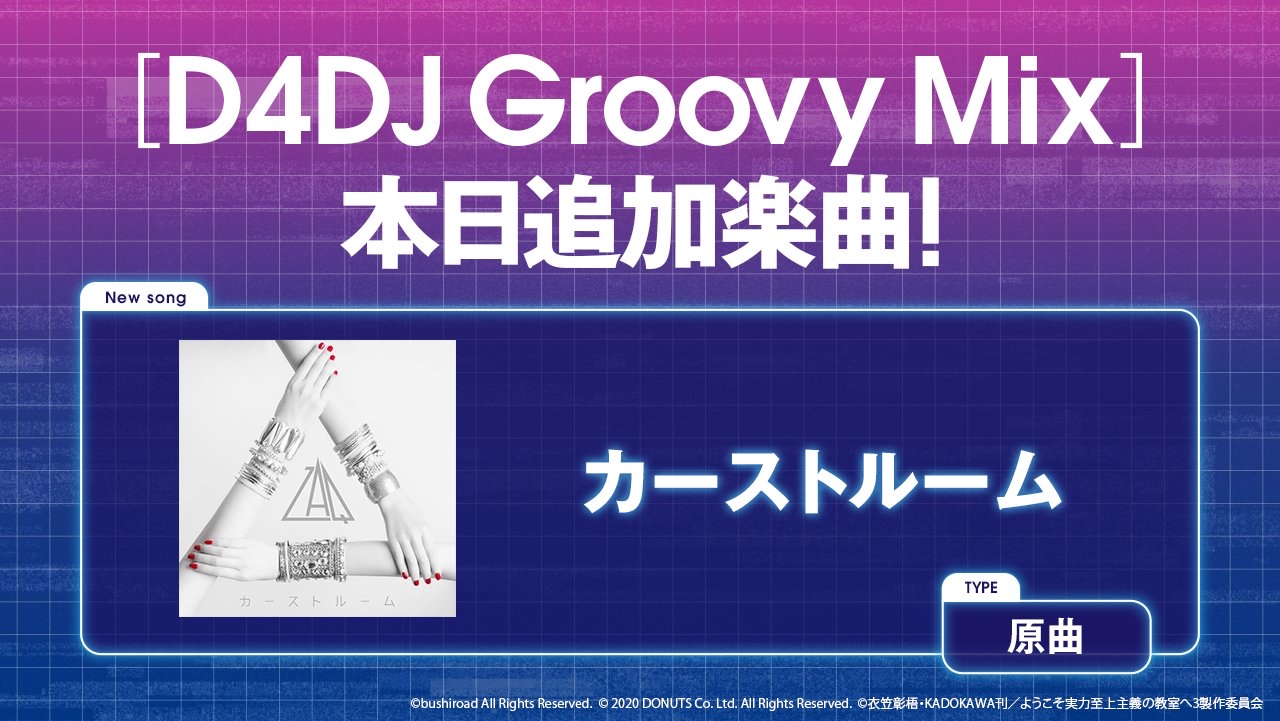 [D4DJ Groovy Mix]
本日追加楽曲!
New song
ZAQ
カーストルーム
カーストルーム
TYPE
原曲
©bushiroad All Rights Reserved. © 2020 DONUTS Co. Ltd. All Rights Reserved. ©衣笠彰梧・KADOKAWA刊／ようこそ実力至上主義の教室へ3製作委員会